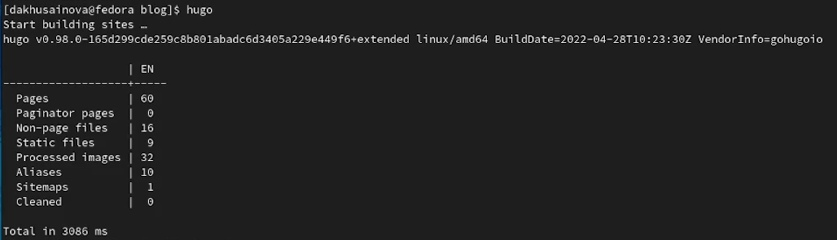 [dakhusainova@fedora blog]$ hugo
Start building sites …
hugo v0.98.0-165d299cde259c8b801abadc6d3405a229e449f6+extended linux/amd64 BuildDate=2022-04-28T10:23:30Z VendorInfo=gohugoio
                   | EN
-------------------+-----
  Pages            | 60
  Paginator pages  |  0
  Non-page files   | 16
  Static files     |  9
  Processed images | 32
  Aliases          | 10
  Sitemaps         |  1
  Cleaned          |  0
Total in 3086 ms